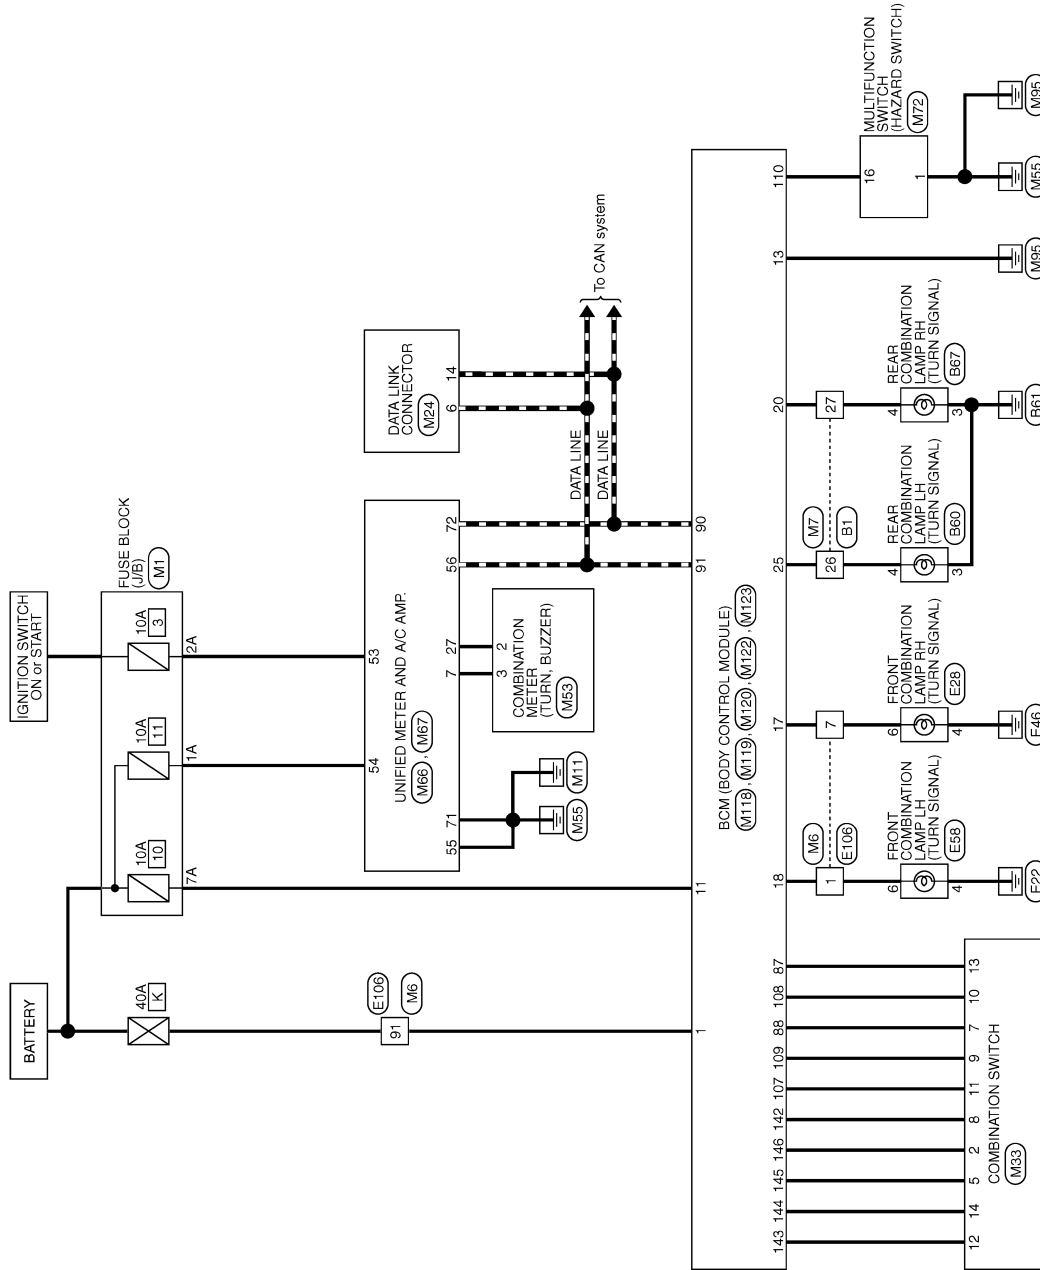 BATTERY
IGNITION SWITCH
ON or START
40A
K
E106
M6
91
FUSE BLOCK
(J/B)
M1
10A
10
10A
11
10A
3
7A
1A
2A
54
53
UNIFIED METER AND A/C AMP.
M66 , M67
55
71
7
27
56
72
M55
M11
3
2
COMBINATION
METER
(TURN, BUZZER)
M53
DATA LINK
CONNECTOR
M24
6
14
DATA LINE
DATA LINE
To CAN system
1
11
91
90
BCM (BODY CONTROL MODULE)
M118 , M119 , M120 , M122 , M123
143
144
145
146
142
107
109
88
108
87
18
17
25
20
13
110
12
14
5
2
8
11
9
7
10
13
COMBINATION SWITCH
M33
M6
E106
1
7
6
4
FRONT
COMBINATION
LAMP LH
(TURN SIGNAL)
E58
E22
6
4
FRONT
COMBINATION
LAMP RH
(TURN SIGNAL)
E28
E46
M7
B1
26
27
4
3
REAR
COMBINATION
LAMP LH
(TURN SIGNAL)
B60
4
3
REAR
COMBINATION
LAMP RH
(TURN SIGNAL)
B67
B61
M95
16
1
MULTIFUNCTION
SWITCH
(HAZARD SWITCH)
M72
M55
M95